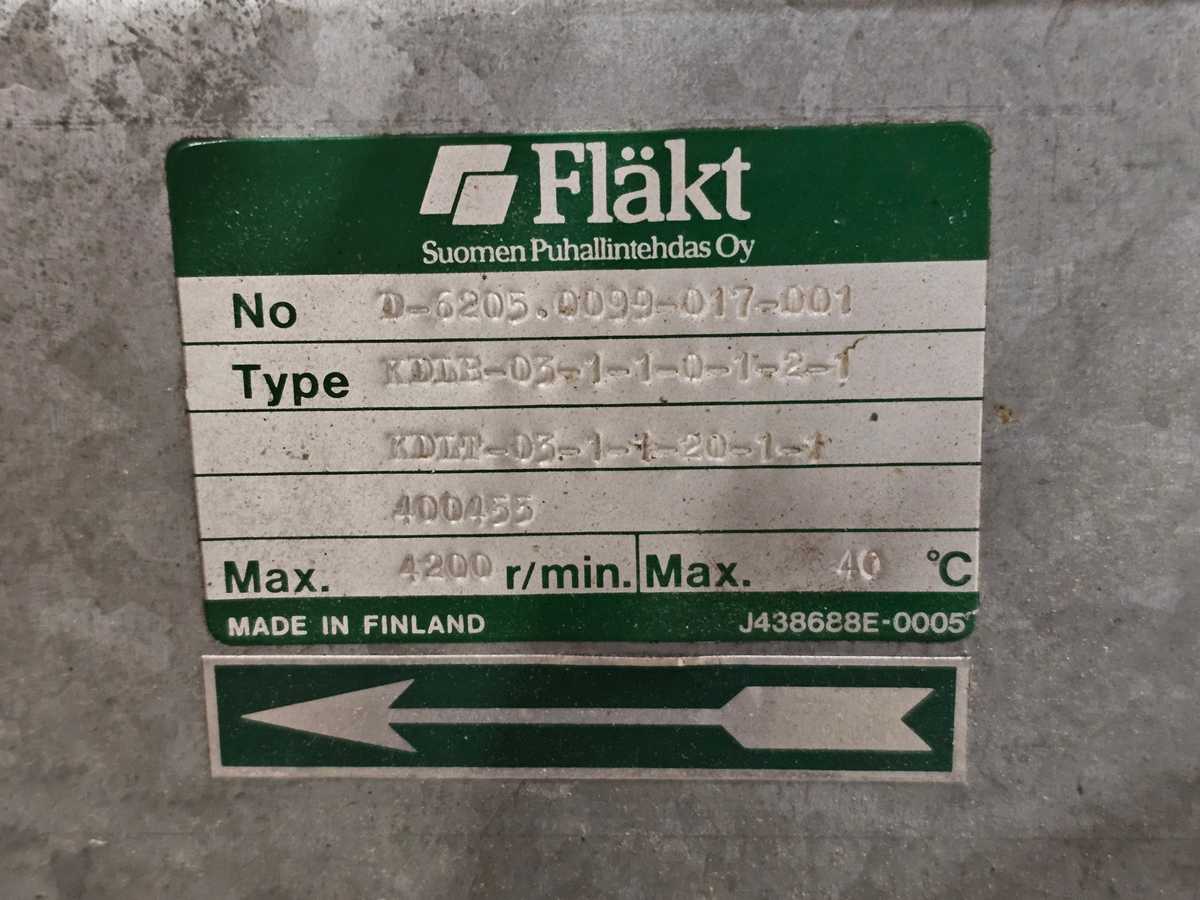 Fläkt
Suomen Puhallintehdas Oy
No D-6205.0099-017-001
Type KDLB-03-1-1-0-1-2-1
KDLT-03-1-1-20-1-1
400455
Max. 4200 r/min. Max. 40 °C
MADE IN FINLAND J438688E-0005